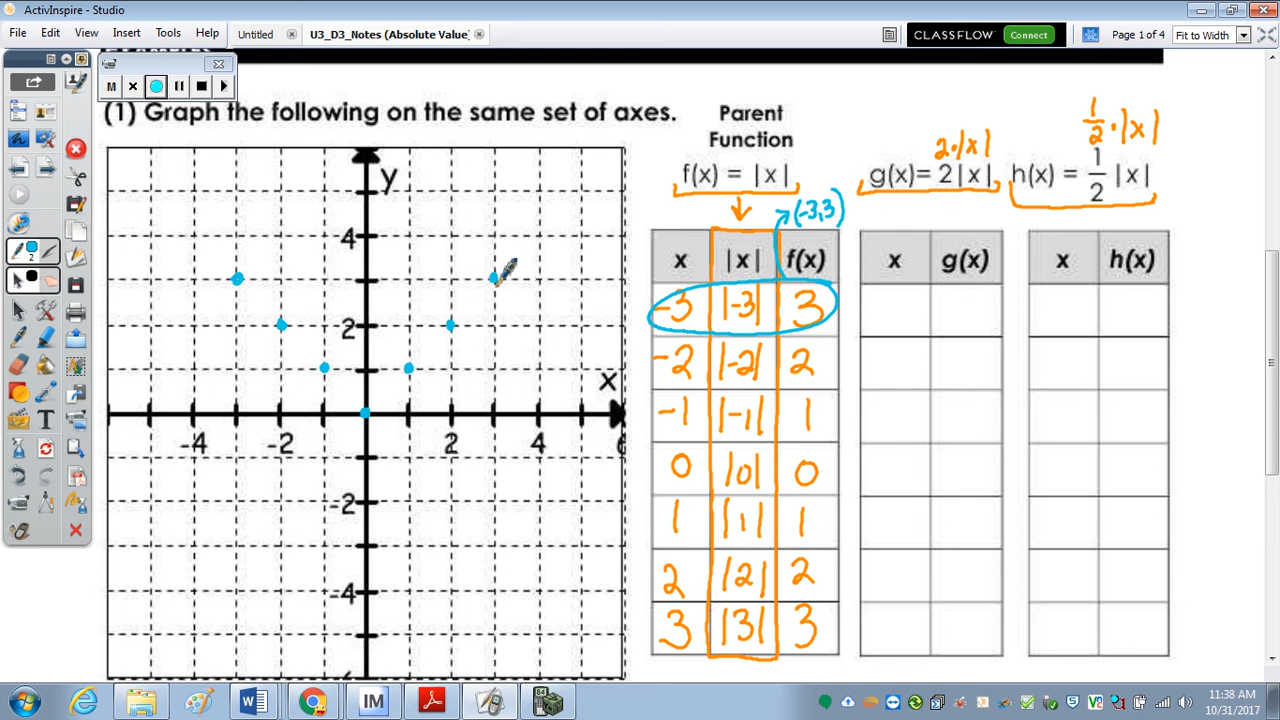 ActivInspire - Studio
File Edit View Insert Tools Help
Untitled
U3_D3_Notes (Absolute Value)
CLASSFLOW Connect
Page 1 of 4
Fit to Width
M
(1) Graph the following on the same set of axes.
Parent
Function
f(x) = |x|
2·|x|
g(x)= 2|x|
1/2·|x|
h(x) = 1/2 |x|
(-3,3)
y
x
4
2
-2
-4
-4 -2 2 4 6
x |x| f(x)
-3 |-3| 3
-2 |-2| 2
-1 |-1| 1
0 |0| 0
1 |1| 1
2 |2| 2
3 |3| 3
x g(x)
x h(x)
IM
11:38 AM
10/31/2017